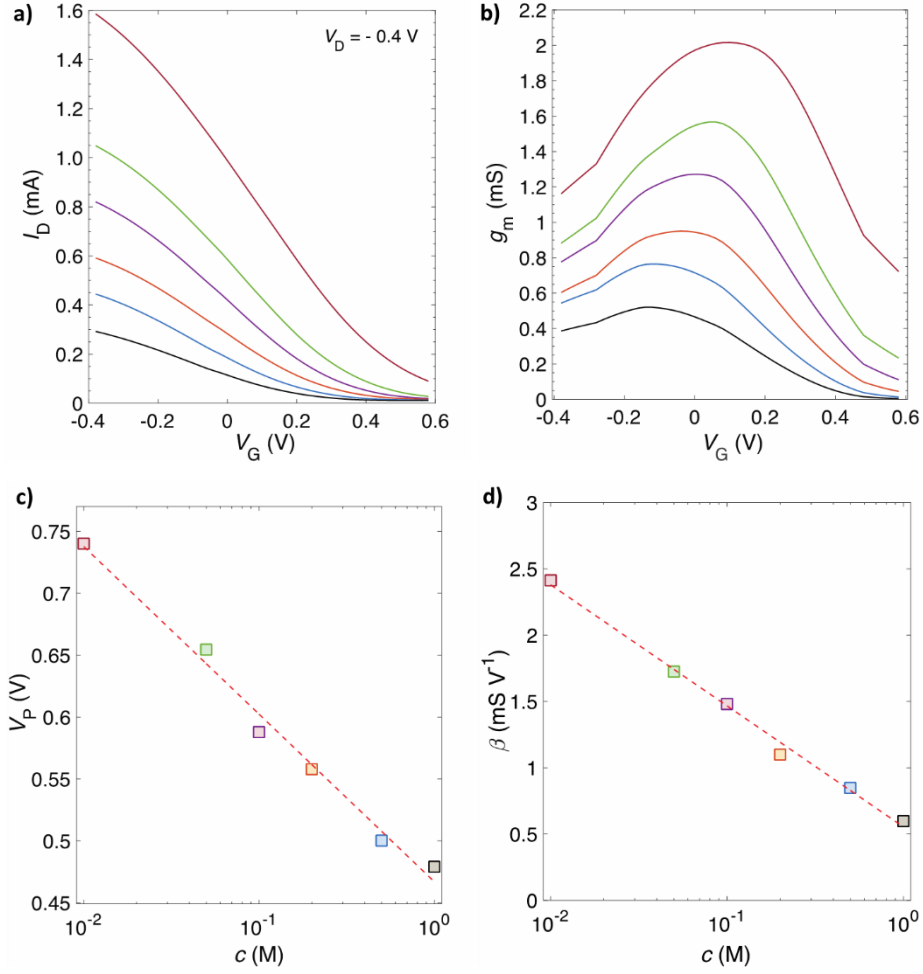 a)
V_D = - 0.4 V
1.6
1.4
1.2
1.0
0.8
0.6
0.4
0.2
0
I_D (mA)
-0.4 -0.2 0 0.2 0.4 0.6
V_G (V)
b)
2.2
2
1.8
1.6
1.4
1.2
1
0.8
0.6
0.4
0.2
0
g_m (mS)
-0.4 -0.2 0 0.2 0.4 0.6
V_G (V)
c)
0.75
0.7
0.65
0.6
0.55
0.5
0.45
V_P (V)
10^-2 10^-1 10^0
c (M)
d)
3
2.5
2
1.5
1
0.5
0
β (mS V^-1)
10^-2 10^-1 10^0
c (M)